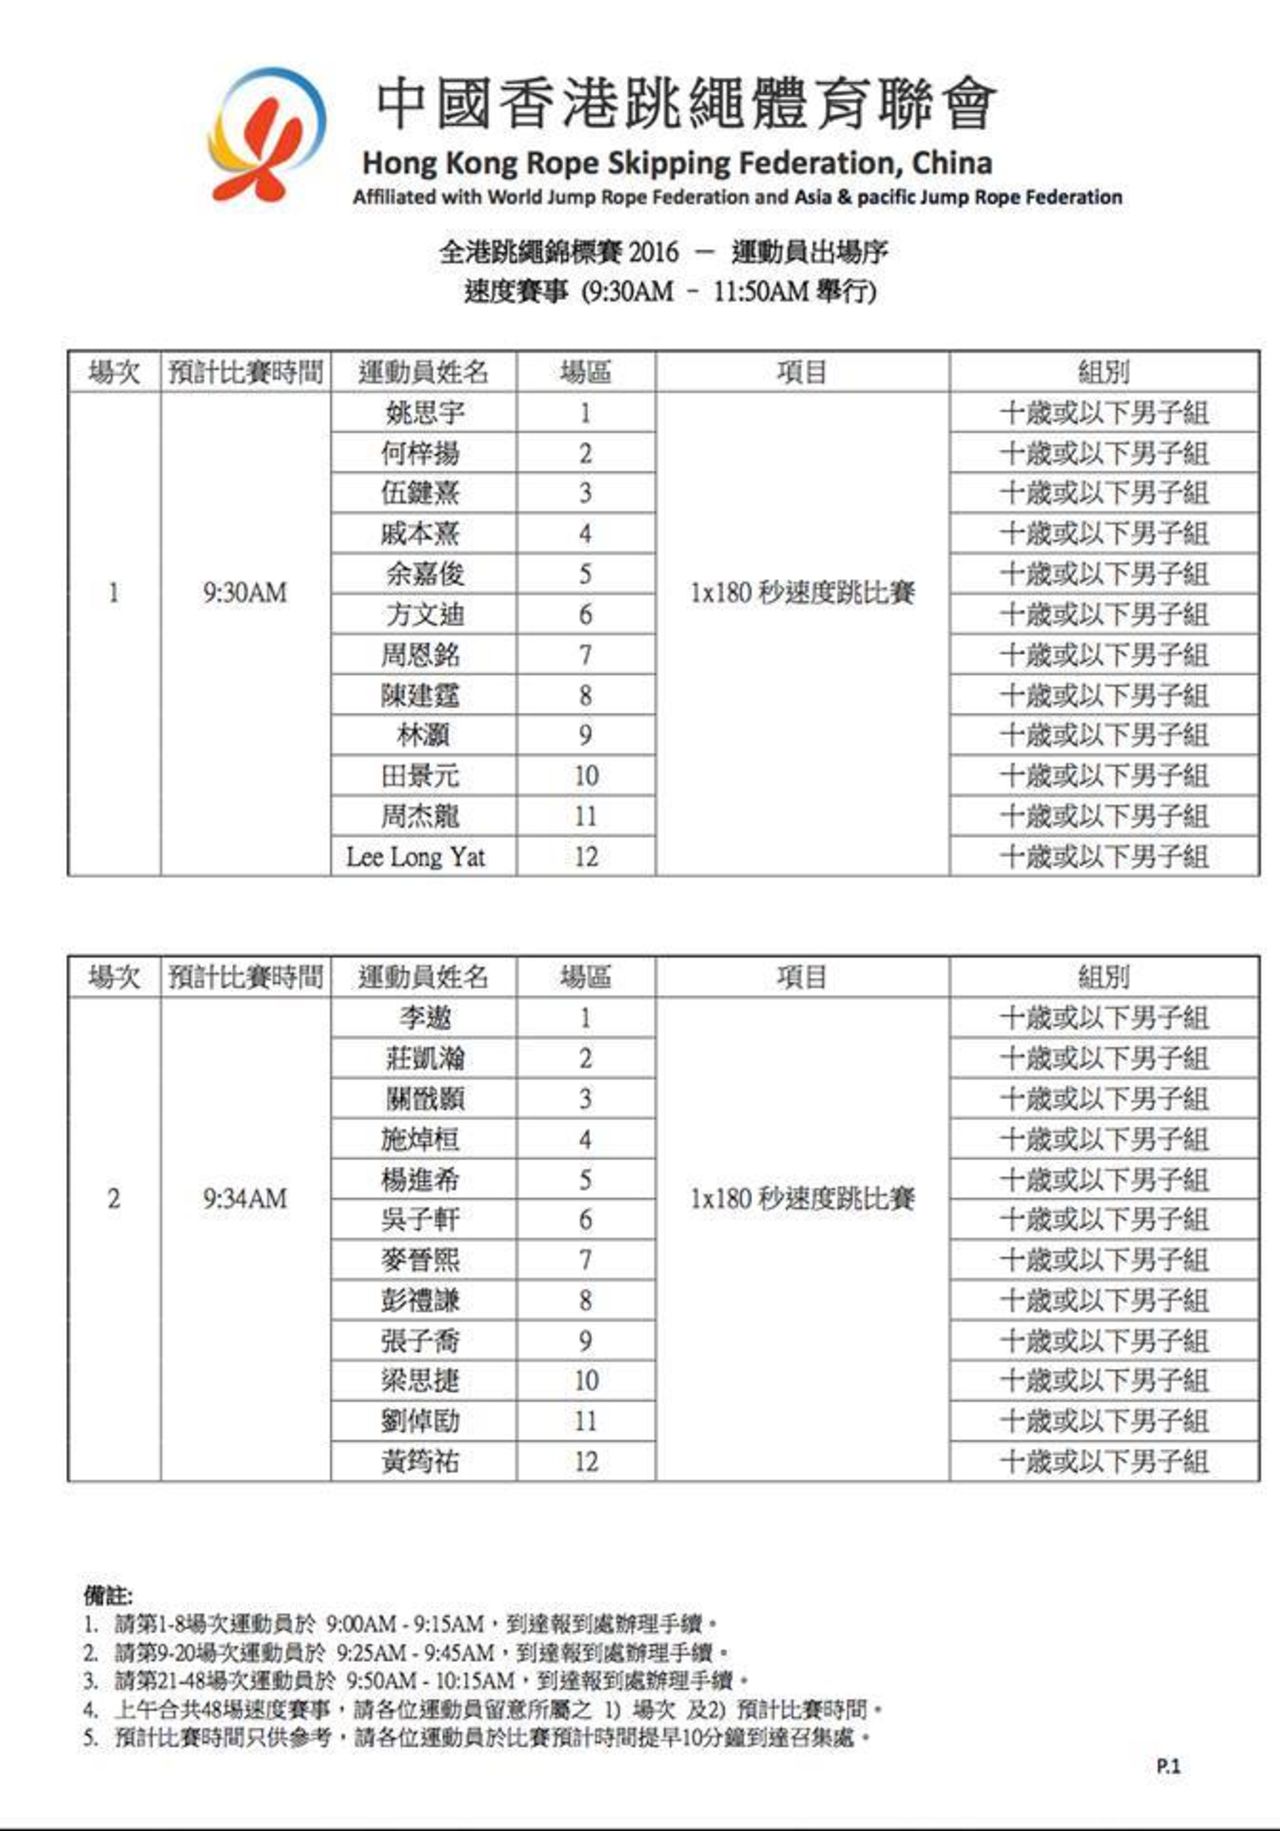 中國香港跳繩體育聯會
Hong Kong Rope Skipping Federation, China
Affiliated with World Jump Rope Federation and Asia & pacific Jump Rope Federation
全港跳繩錦標賽 2016 － 運動員出場序
速度賽事 (9:30AM – 11:50AM 舉行)
場次 預計比賽時間 運動員姓名 場區 項目 組別
姚思宇 1 十歲或以下男子組
何梓揚 2 十歲或以下男子組
伍鍵熹 3 十歲或以下男子組
戚本熹 4 十歲或以下男子組
余嘉俊 5 十歲或以下男子組
1 9:30AM 1x180 秒速度跳比賽
方文迪 6 十歲或以下男子組
周恩銘 7 十歲或以下男子組
陳建霆 8 十歲或以下男子組
林灝 9 十歲或以下男子組
田景元 10 十歲或以下男子組
周杰龍 11 十歲或以下男子組
Lee Long Yat 12 十歲或以下男子組
場次 預計比賽時間 運動員姓名 場區 項目 組別
李遨 1 十歲或以下男子組
莊凱瀚 2 十歲或以下男子組
關戩願 3 十歲或以下男子組
施焯桓 4 十歲或以下男子組
楊進希 5 十歲或以下男子組
2 9:34AM 1x180 秒速度跳比賽
吳子軒 6 十歲或以下男子組
麥晉熙 7 十歲或以下男子組
彭禮謙 8 十歲或以下男子組
張子喬 9 十歲或以下男子組
梁思捷 10 十歲或以下男子組
劉倬劻 11 十歲或以下男子組
黃筠祐 12 十歲或以下男子組
備註:
1. 請第1-8場次運動員於 9:00AM - 9:15AM，到達報到處辦理手續。
2. 請第9-20場次運動員於 9:25AM - 9:45AM，到達報到處辦理手續。
3. 請第21-48場次運動員於 9:50AM - 10:15AM，到達報到處辦理手續。
4. 上午合共48場速度賽事，請各位運動員留意所屬之 1) 場次 及2) 預計比賽時間。
5. 預計比賽時間只供參考，請各位運動員於比賽預計時間提早10分鐘到達召集處。
P.1